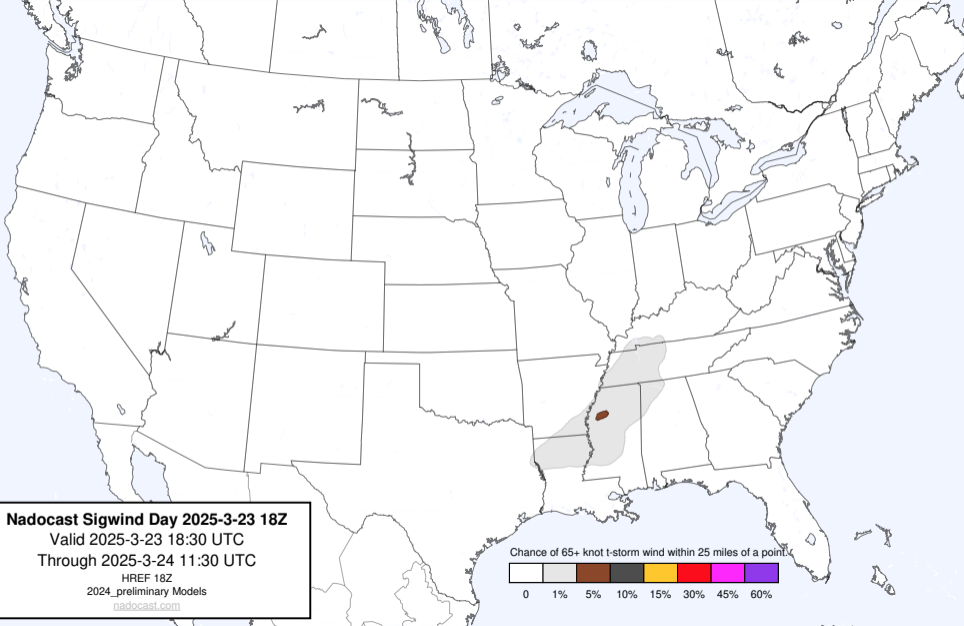 Nadocast Sigwind Day 2025-3-23 18Z
Valid 2025-3-23 18:30 UTC
Through 2025-3-24 11:30 UTC
HREF 18Z
2024_preliminary Models
nadocast.com
Chance of 65+ knot t-storm wind within 25 miles of a point.
0 1% 5% 10% 15% 30% 45% 60%